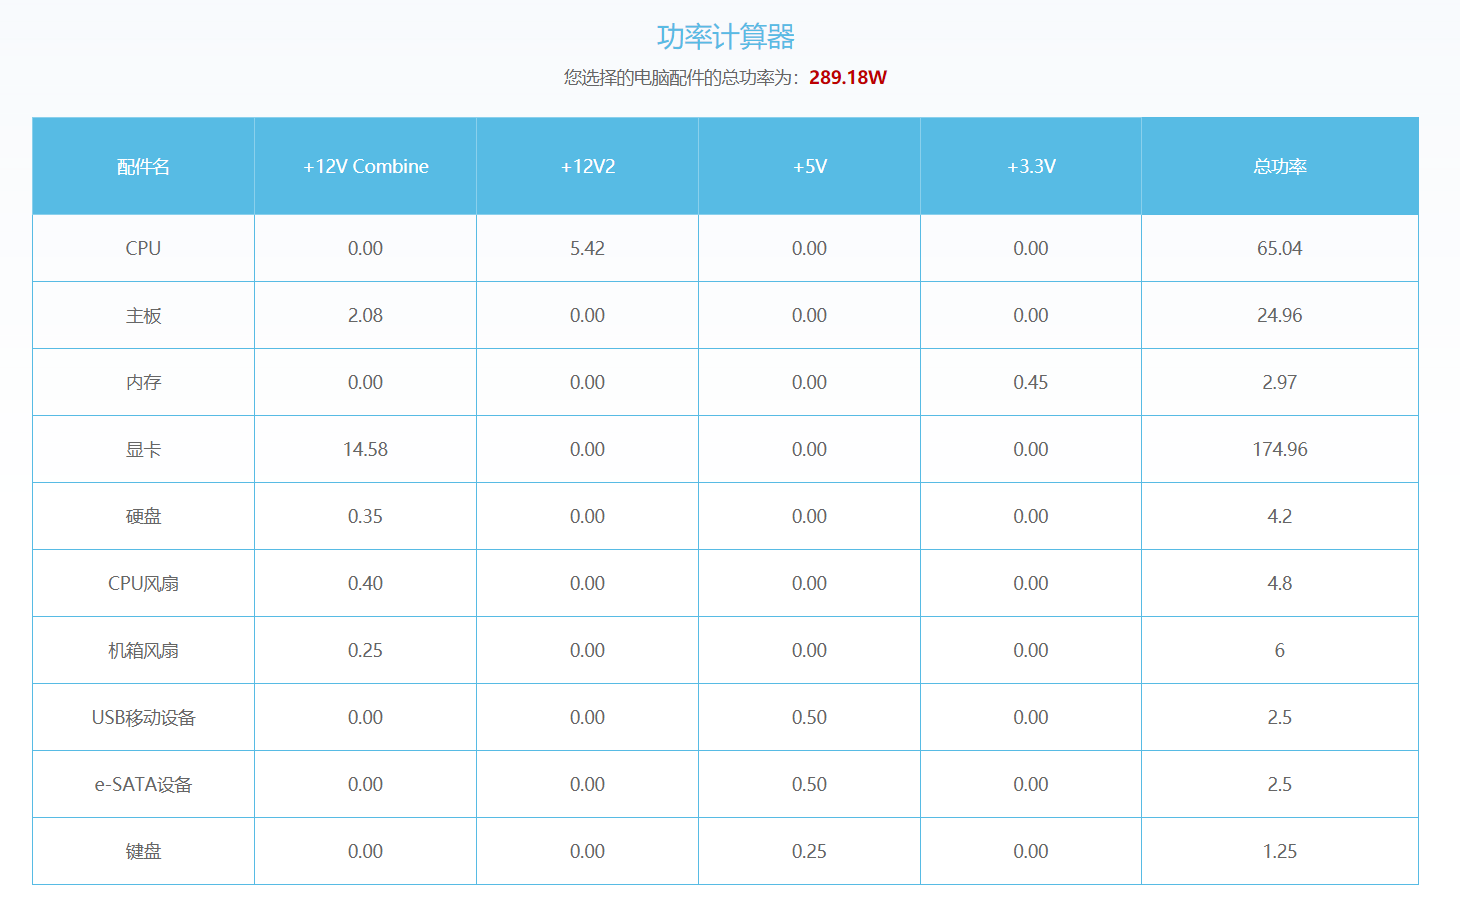 功率计算器
您选择的电脑配件的总功率为：289.18W
配件名 +12V Combine +12V2 +5V +3.3V 总功率
CPU 0.00 5.42 0.00 0.00 65.04
主板 2.08 0.00 0.00 0.00 24.96
内存 0.00 0.00 0.00 0.45 2.97
显卡 14.58 0.00 0.00 0.00 174.96
硬盘 0.35 0.00 0.00 0.00 4.2
CPU风扇 0.40 0.00 0.00 0.00 4.8
机箱风扇 0.25 0.00 0.00 0.00 6
USB移动设备 0.00 0.00 0.50 0.00 2.5
e-SATA设备 0.00 0.00 0.50 0.00 2.5
键盘 0.00 0.00 0.25 0.00 1.25